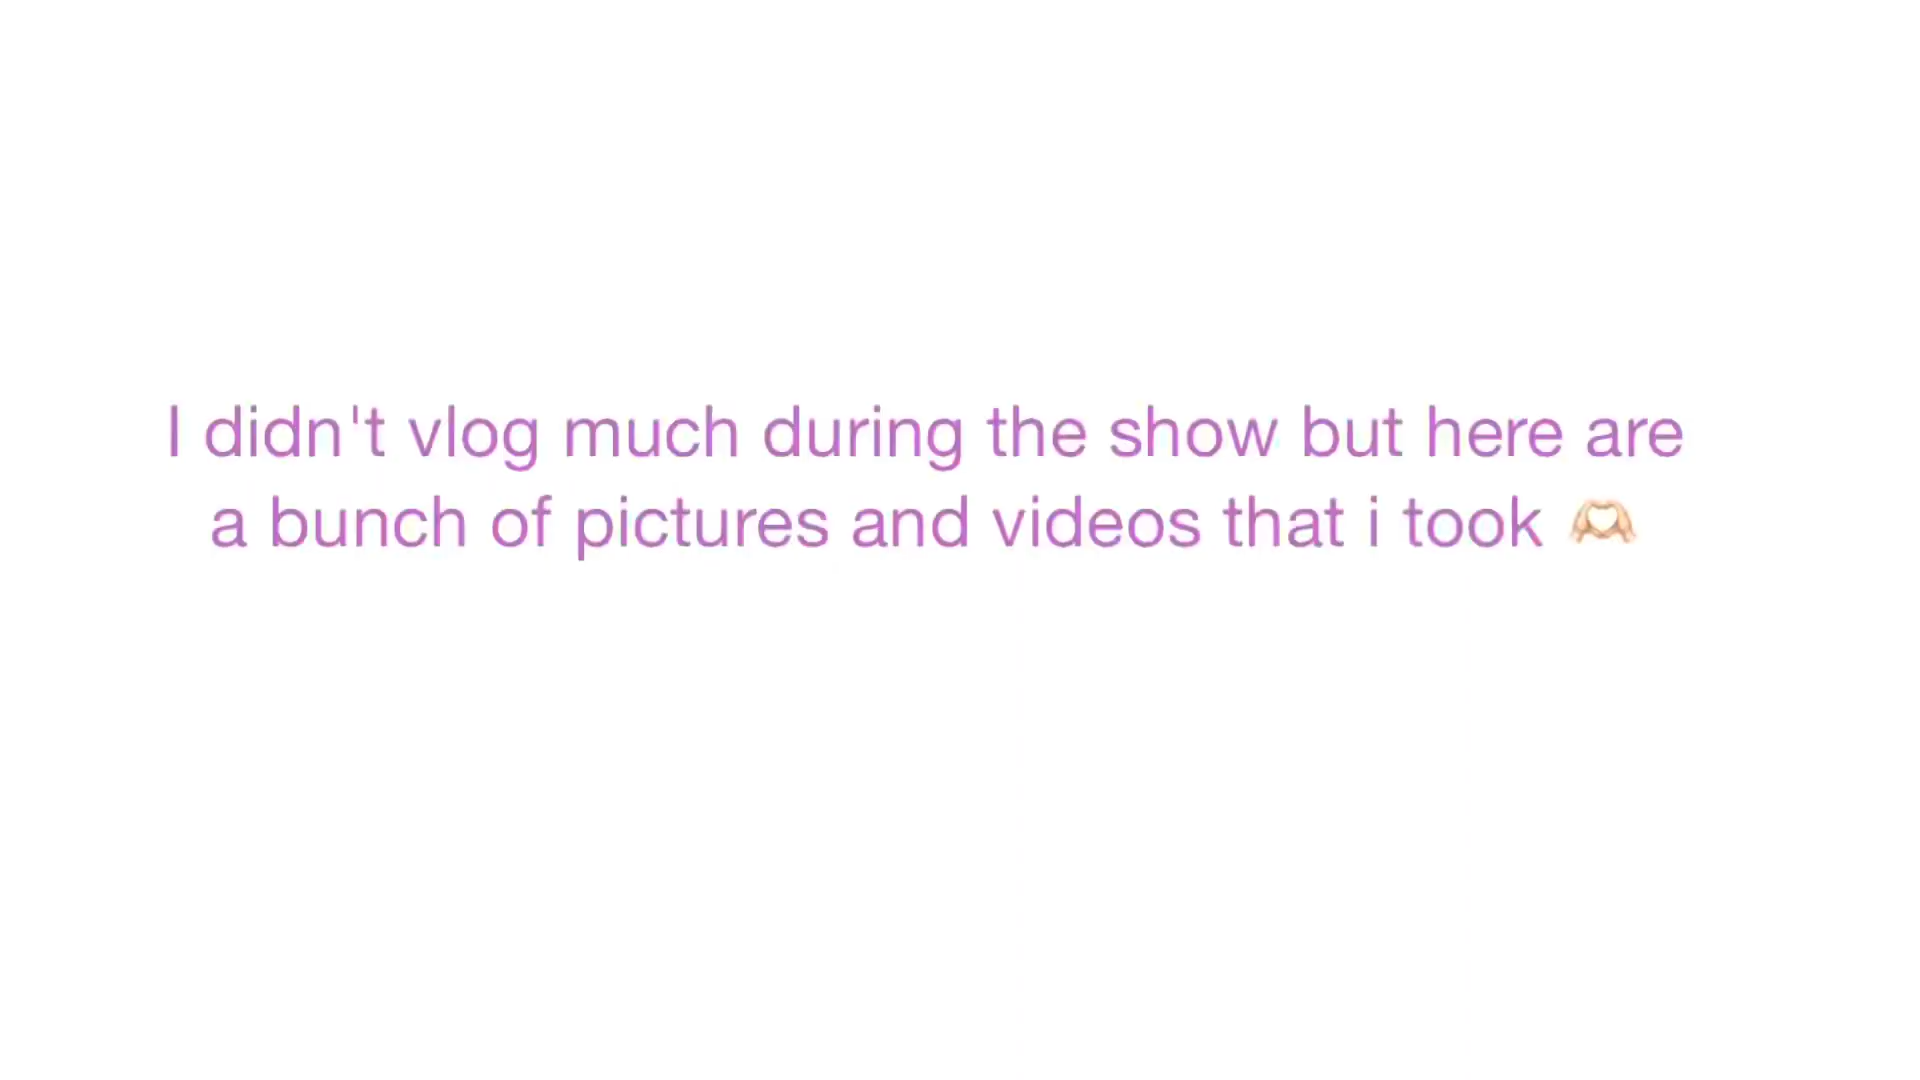 I didn't vlog much during the show but here are
a bunch of pictures and videos that i took 🫶🏻